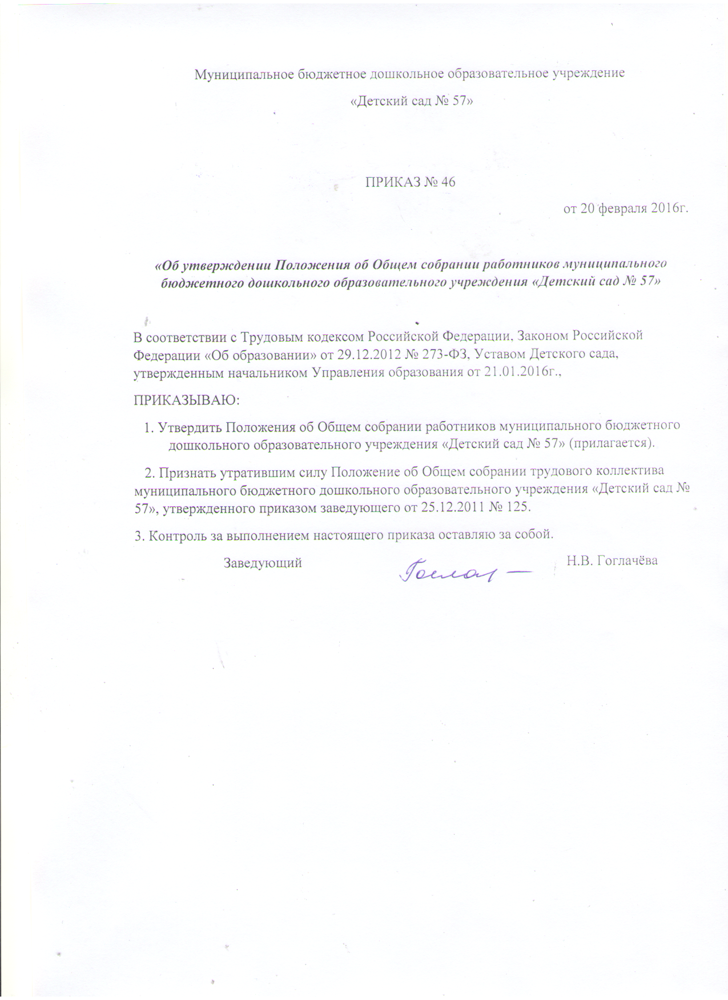 Муниципальное бюджетное дошкольное образовательное учреждение
«Детский сад № 57»
ПРИКАЗ № 46
от 20 февраля 2016г.
«Об утверждении Положения об Общем собрании работников муниципального
бюджетного дошкольного образовательного учреждения «Детский сад № 57»
В соответствии с Трудовым кодексом Российской Федерации, Законом Российской
Федерации «Об образовании» от 29.12.2012 № 273-ФЗ, Уставом Детского сада,
утвержденным начальником Управления образования от 21.01.2016г.,
ПРИКАЗЫВАЮ:
1. Утвердить Положения об Общем собрании работников муниципального бюджетного
дошкольного образовательного учреждения «Детский сад № 57» (прилагается).
2. Признать утратившим силу Положение об Общем собрании трудового коллектива
муниципального бюджетного дошкольного образовательного учреждения «Детский сад №
57», утвержденного приказом заведующего от 25.12.2011 № 125.
3. Контроль за выполнением настоящего приказа оставляю за собой.
Заведующий Н.В. Гоглачёва